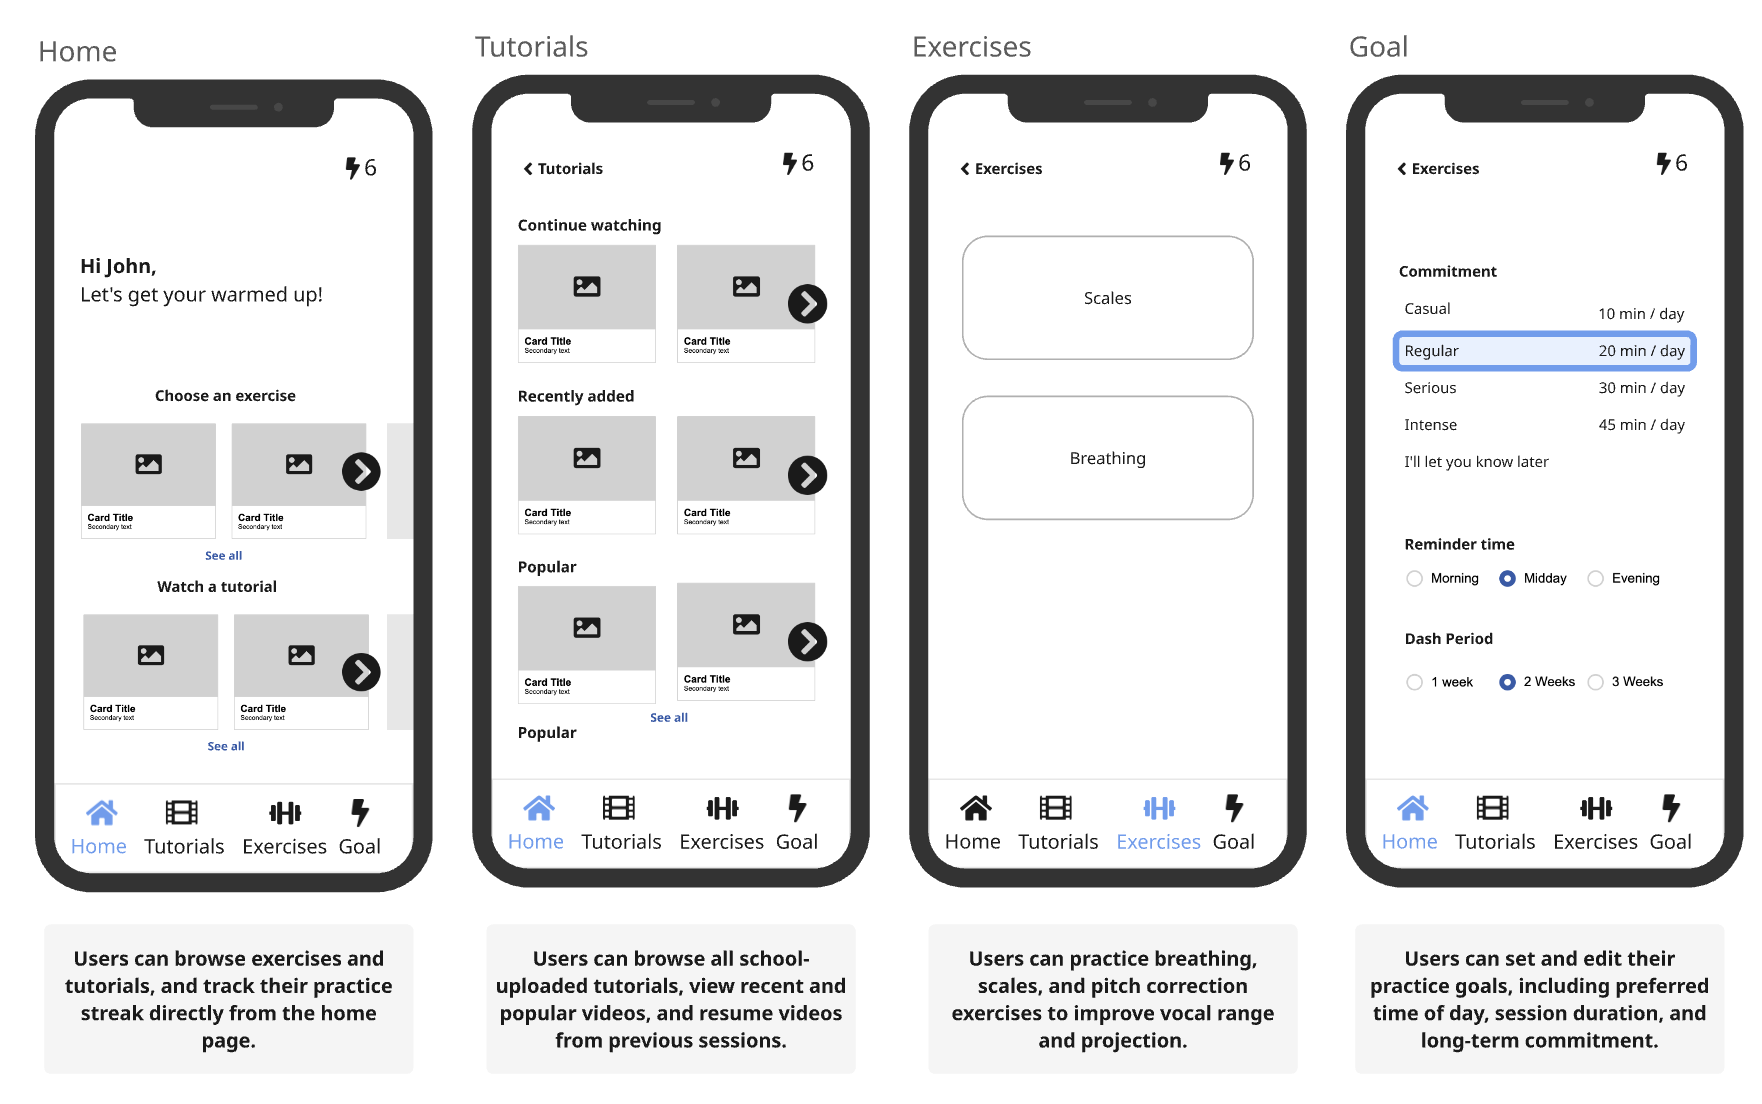 Home
6
Hi John,
Let's get your warmed up!
Choose an exercise
Card Title
Secondary text
Card Title
Secondary text
See all
Watch a tutorial
Card Title
Secondary text
Card Title
Secondary text
See all
Home
Tutorials
Exercises
Goal
Users can browse exercises and
tutorials, and track their practice
streak directly from the home
page.
Tutorials
Tutorials
6
Continue watching
Card Title
Secondary text
Card Title
Secondary text
Recently added
Card Title
Secondary text
Card Title
Secondary text
Popular
Card Title
Secondary text
Card Title
Secondary text
See all
Popular
Home
Tutorials
Exercises
Goal
Users can browse all school-
uploaded tutorials, view recent and
popular videos, and resume videos
from previous sessions.
Exercises
Exercises
6
Scales
Breathing
Home
Tutorials
Exercises
Goal
Users can practice breathing,
scales, and pitch correction
exercises to improve vocal range
and projection.
Goal
Exercises
6
Commitment
Casual 10 min / day
Regular 20 min / day
Serious 30 min / day
Intense 45 min / day
I'll let you know later
Reminder time
Morning Midday Evening
Dash Period
1 week 2 Weeks 3 Weeks
Home
Tutorials
Exercises
Goal
Users can set and edit their
practice goals, including preferred
time of day, session duration, and
long-term commitment.